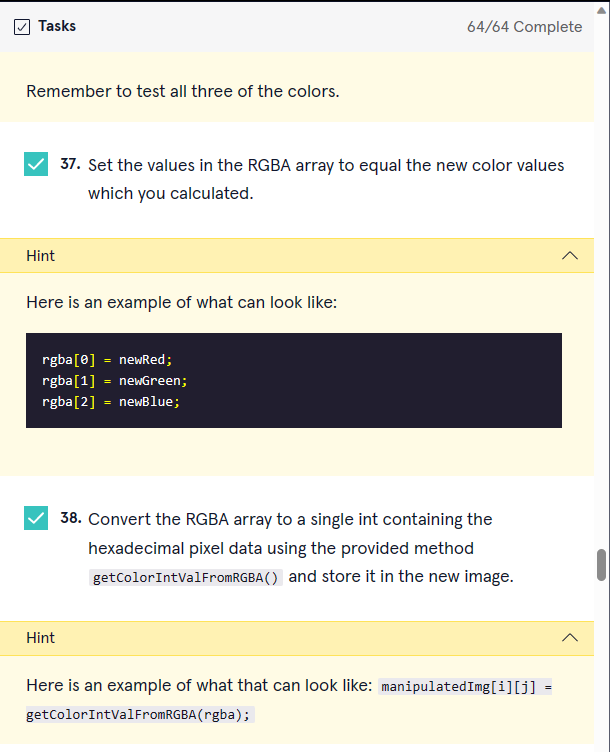 Tasks
64/64 Complete
Remember to test all three of the colors.
37. Set the values in the RGBA array to equal the new color values
which you calculated.
Hint
Here is an example of what can look like:
rgba[0] = newRed;
rgba[1] = newGreen;
rgba[2] = newBlue;
38. Convert the RGBA array to a single int containing the
hexadecimal pixel data using the provided method
getColorIntValFromRGBA() and store it in the new image.
Hint
Here is an example of what that can look like: manipulatedImg[i][j] =
getColorIntValFromRGBA(rgba);